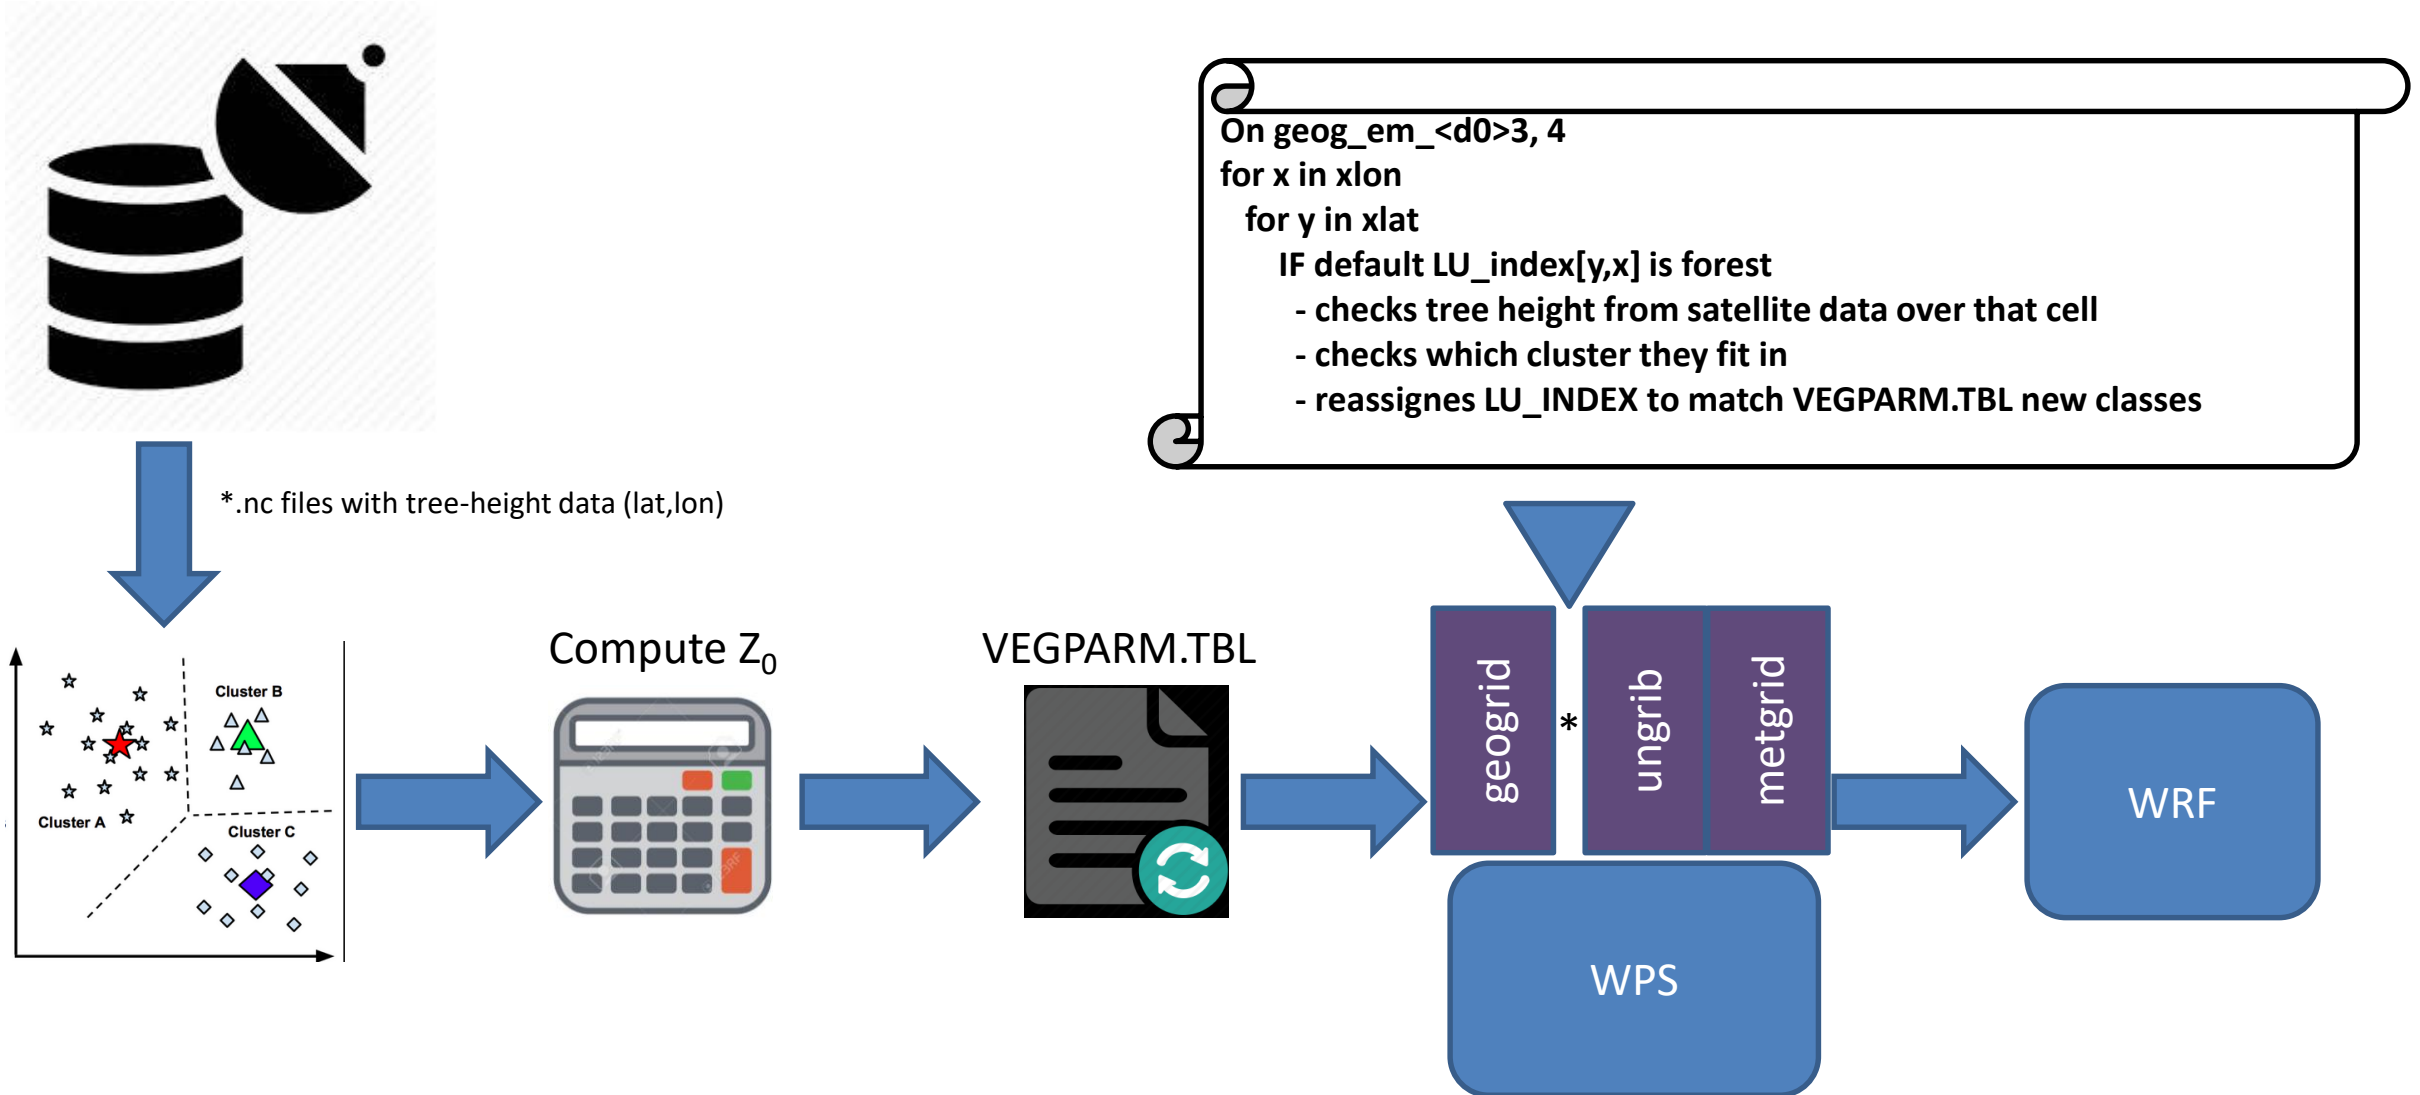 On geog_em_<d0>3, 4
for x in xlon
for y in xlat
IF default LU_index[y,x] is forest
- checks tree height from satellite data over that cell
- checks which cluster they fit in
- reassignes LU_INDEX to match VEGPARM.TBL new classes
*.nc files with tree-height data (lat,lon)
Cluster A
Cluster B
Cluster C
Compute Z0
VEGPARM.TBL
geogrid
*
ungrib
metgrid
WPS
WRF